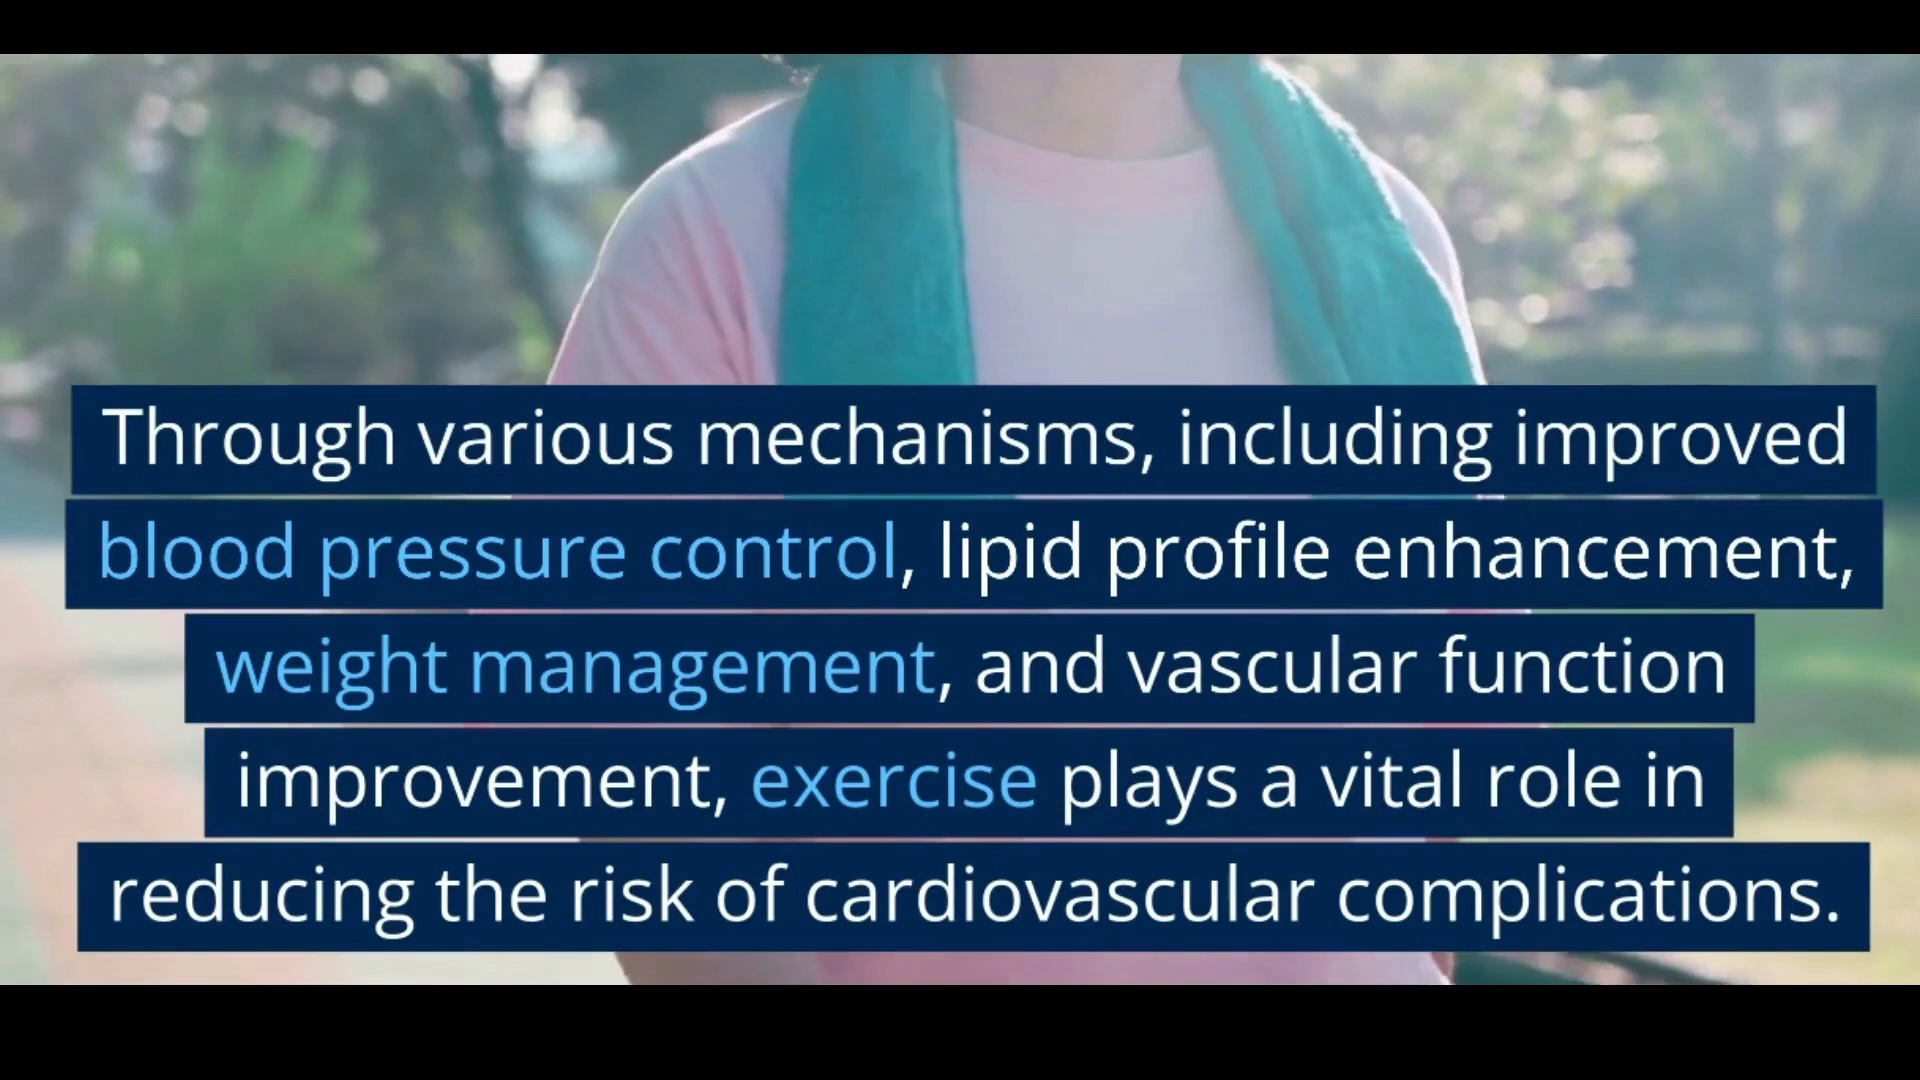 Through various mechanisms, including improved
blood pressure control, lipid profile enhancement,
weight management, and vascular function
improvement, exercise plays a vital role in
reducing the risk of cardiovascular complications.